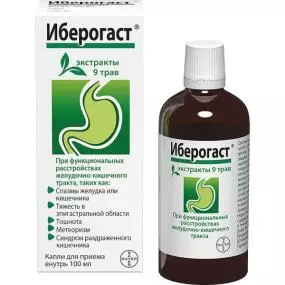 Иберогаст®
экстракты
9 трав
При функциональных
расстройствах
желудочно-кишечного
тракта, таких как:
Спазмы желудка или
кишечника
Тяжесть в
эпигастральной области
Тошнота
Метеоризм
Синдром раздраженного
кишечника
Капли для приема
внутрь 100 мл
BAYER
Иберогаст®
экстракты 9 трав
При функциональных
расстройствах
желудочно-кишечного
тракта